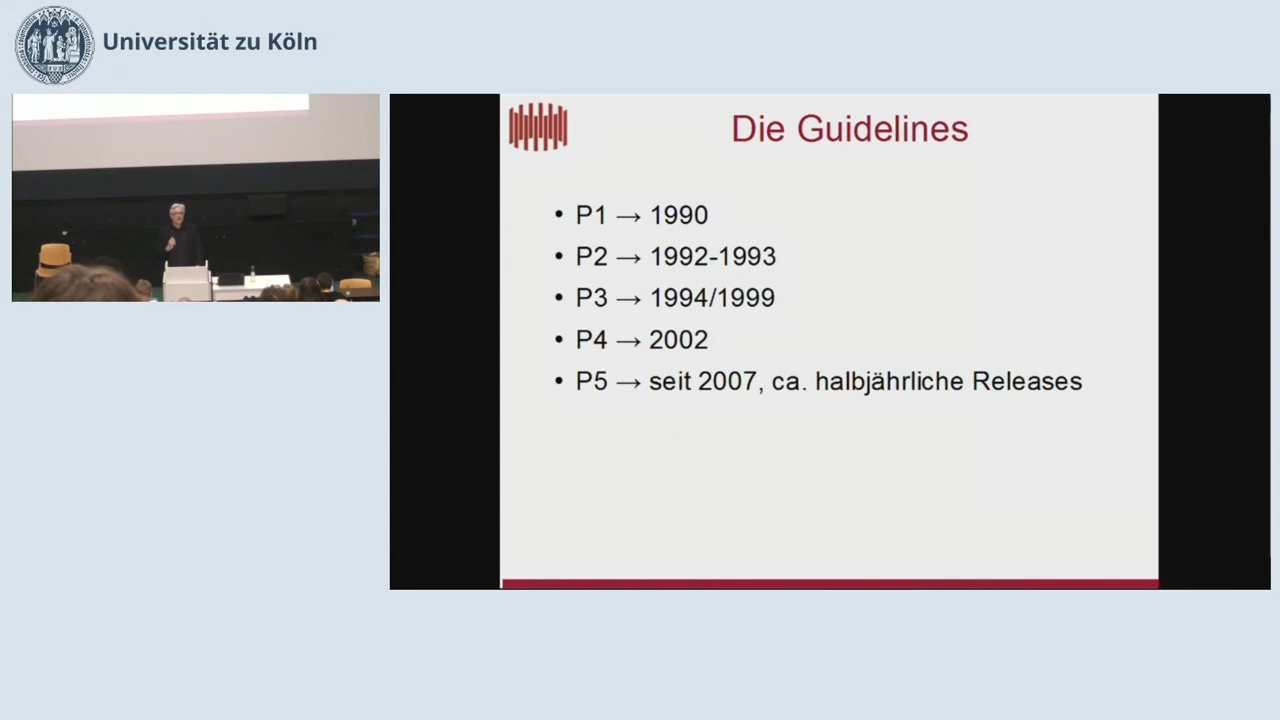 Universität zu Köln
Die Guidelines
• P1 → 1990
• P2 → 1992-1993
• P3 → 1994/1999
• P4 → 2002
• P5 → seit 2007, ca. halbjährliche Releases